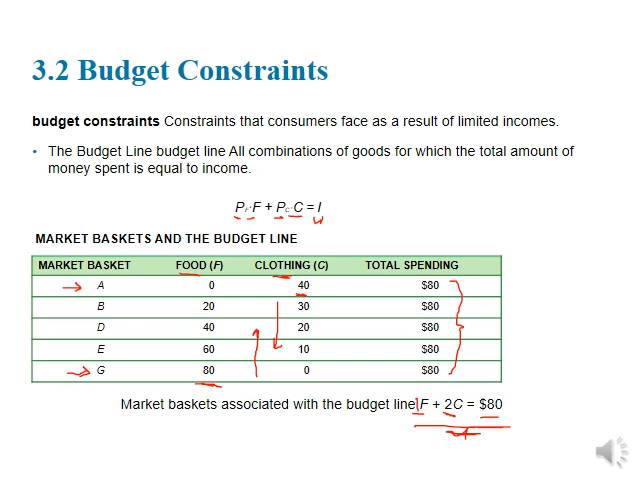 3.2 Budget Constraints
budget constraints Constraints that consumers face as a result of limited incomes.
• The Budget Line budget line All combinations of goods for which the total amount of
money spent is equal to income.
P_F·F + P_C·C = I
MARKET BASKETS AND THE BUDGET LINE
MARKET BASKET FOOD (F) CLOTHING (C) TOTAL SPENDING
A 0 40 $80
B 20 30 $80
D 40 20 $80
E 60 10 $80
G 80 0 $80
Market baskets associated with the budget line 1F + 2C = $80